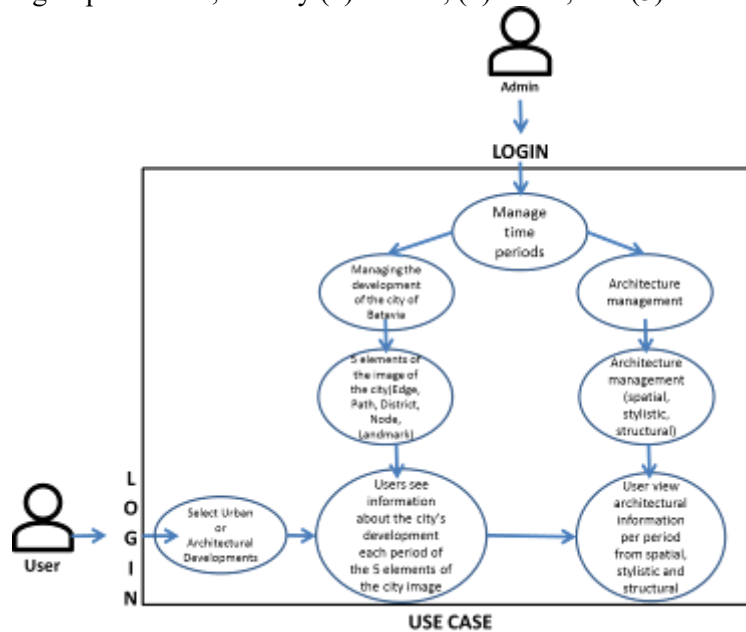 Admin
LOGIN
Manage
time
periods
Managing the
development
of the city of
Batavia
Architecture
management
5 elements of
the image of
the city(Edge,
Path, District,
Node,
Landmark)
Architecture
management
(spatial,
stylistic,
structural)
L
O
G
I
N
User
Select Urban
or
Architectural
Developments
Users see
information
about the city's
development
each period of
the 5 elements of
the city image
User view
architectural
information
per period
from spatial,
stylistic and
structural
USE CASE